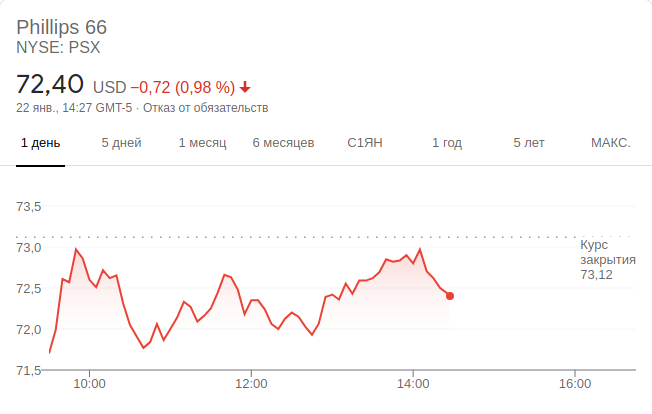 Phillips 66
NYSE: PSX
72,40 USD −0,72 (0,98 %)
22 янв., 14:27 GMT-5 · Отказ от обязательств
1 день 5 дней 1 месяц 6 месяцев С1ЯН 1 год 5 лет МАКС.
73,5
73,0
72,5
72,0
71,5
Курс
закрытия
73,12
10:00 12:00 14:00 16:00